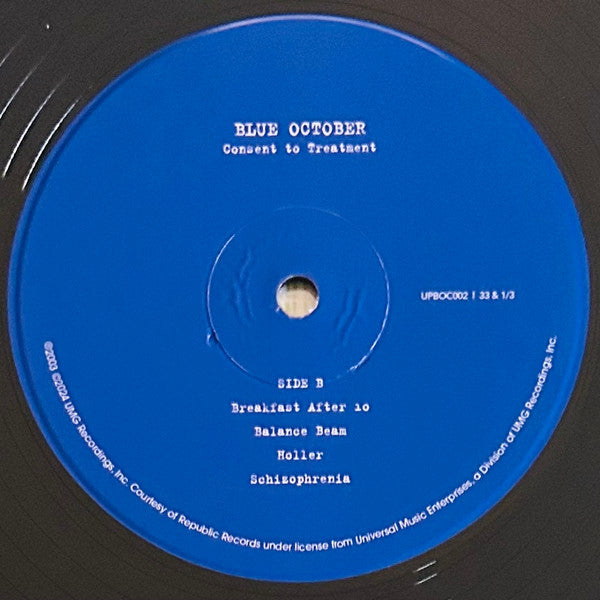 BLUE OCTOBER
Consent to Treatment
UPBOC002 | 33 & 1/3
SIDE B
Breakfast After 10
Balance Beam
Holler
Schizophrenia
℗2003 ©2024 UMG Recordings, Inc. Courtesy of Republic Records under license from Universal Music Enterprises, a Division of UMG Recordings, Inc.